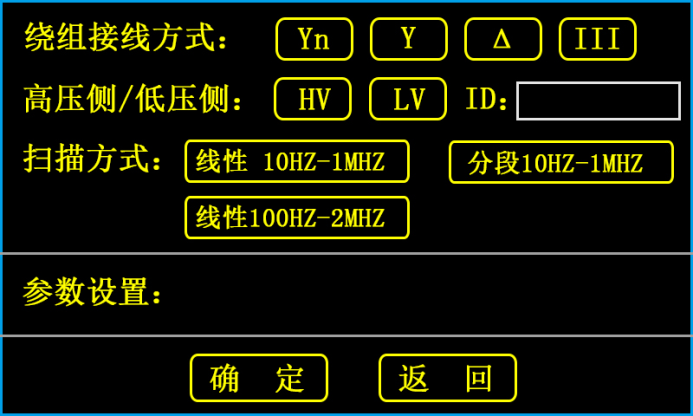 绕组接线方式： Yn Y Δ III
高压侧/低压侧： HV LV ID：
扫描方式： 线性 10HZ-1MHZ 分段10HZ-1MHZ
线性100HZ-2MHZ
参数设置：
确 定 返 回